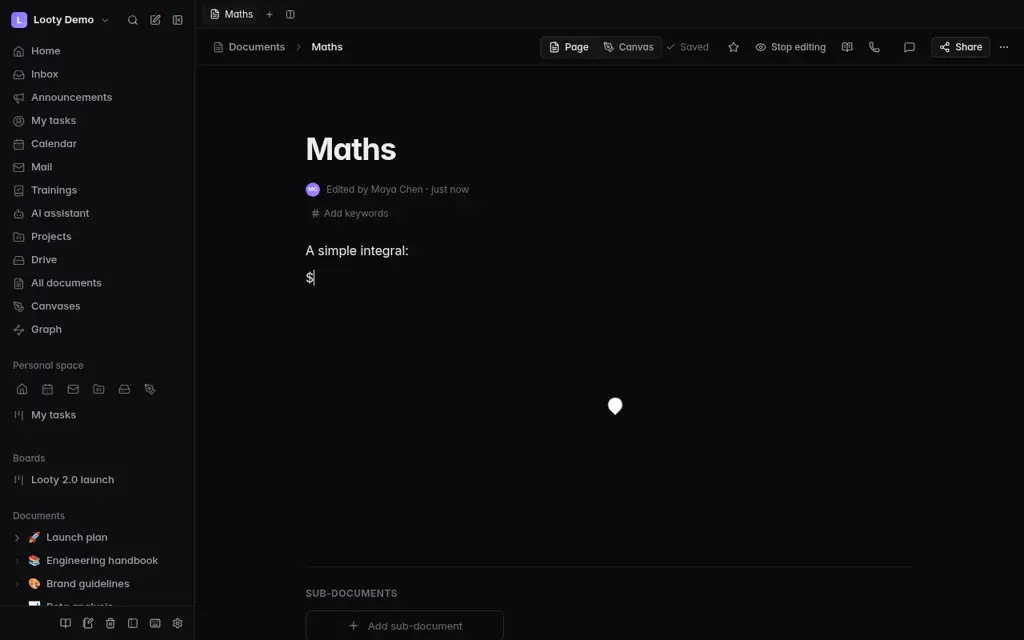 L Looty Demo
Home
Inbox
Announcements
My tasks
Calendar
Mail
Trainings
AI assistant
Projects
Drive
All documents
Canvases
Graph
Personal space
My tasks
Boards
Looty 2.0 launch
Documents
Launch plan
Engineering handbook
Brand guidelines
Beta analysis
Maths
Documents > Maths
Page Canvas Saved Stop editing Share
Maths
MC Edited by Maya Chen · just now
# Add keywords
A simple integral:
$
SUB-DOCUMENTS
+ Add sub-document